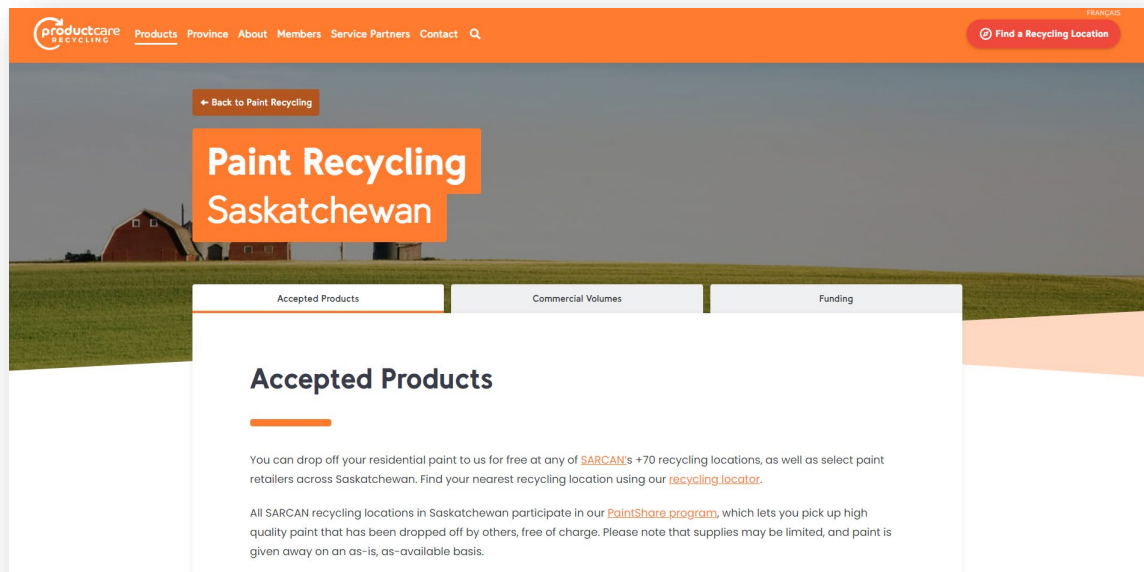 FRANÇAIS
productcare
RECYCLING
Products Province About Members Service Partners Contact
Find a Recycling Location
← Back to Paint Recycling
Paint Recycling
Saskatchewan
Accepted Products
Commercial Volumes
Funding
Accepted Products
You can drop off your residential paint to us for free at any of SARCAN's +70 recycling locations, as well as select paint
retailers across Saskatchewan. Find your nearest recycling location using our recycling locator.
All SARCAN recycling locations in Saskatchewan participate in our PaintShare program, which lets you pick up high
quality paint that has been dropped off by others, free of charge. Please note that supplies may be limited, and paint is
given away on an as-is, as-available basis.